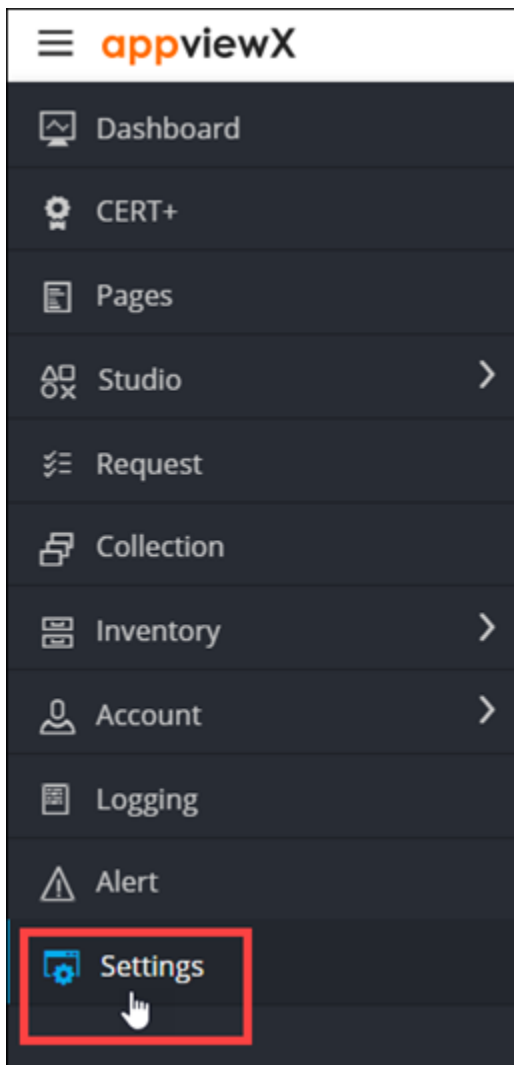 appviewX
Dashboard
CERT+
Pages
Studio
Request
Collection
Inventory
Account
Logging
Alert
Settings